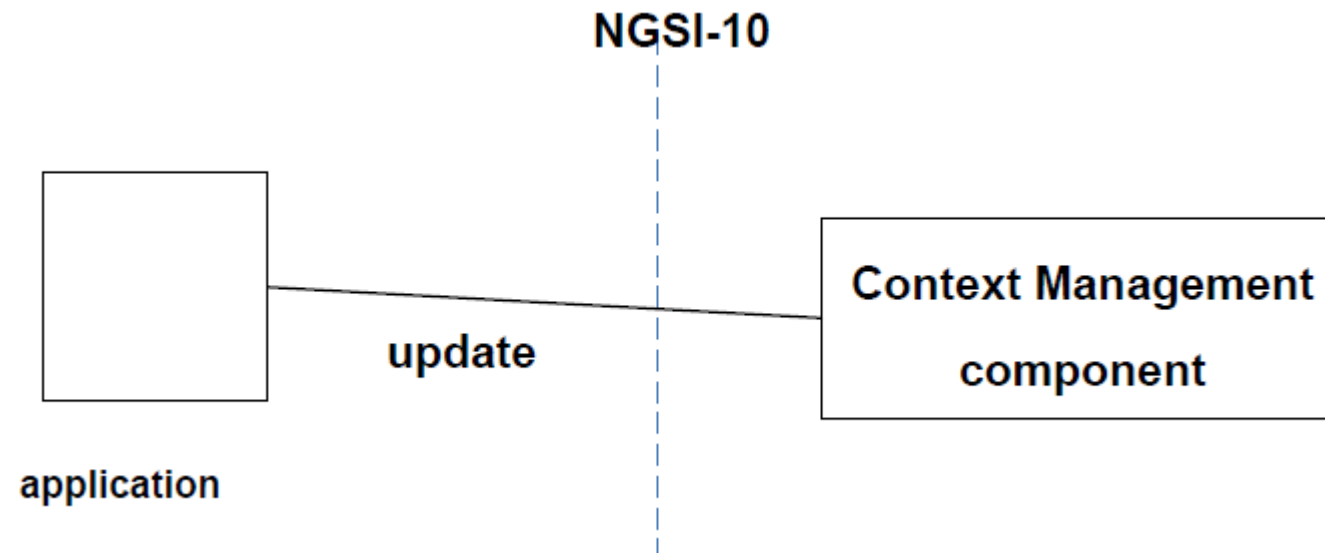 NGSI-10
Context Management
component
update
application